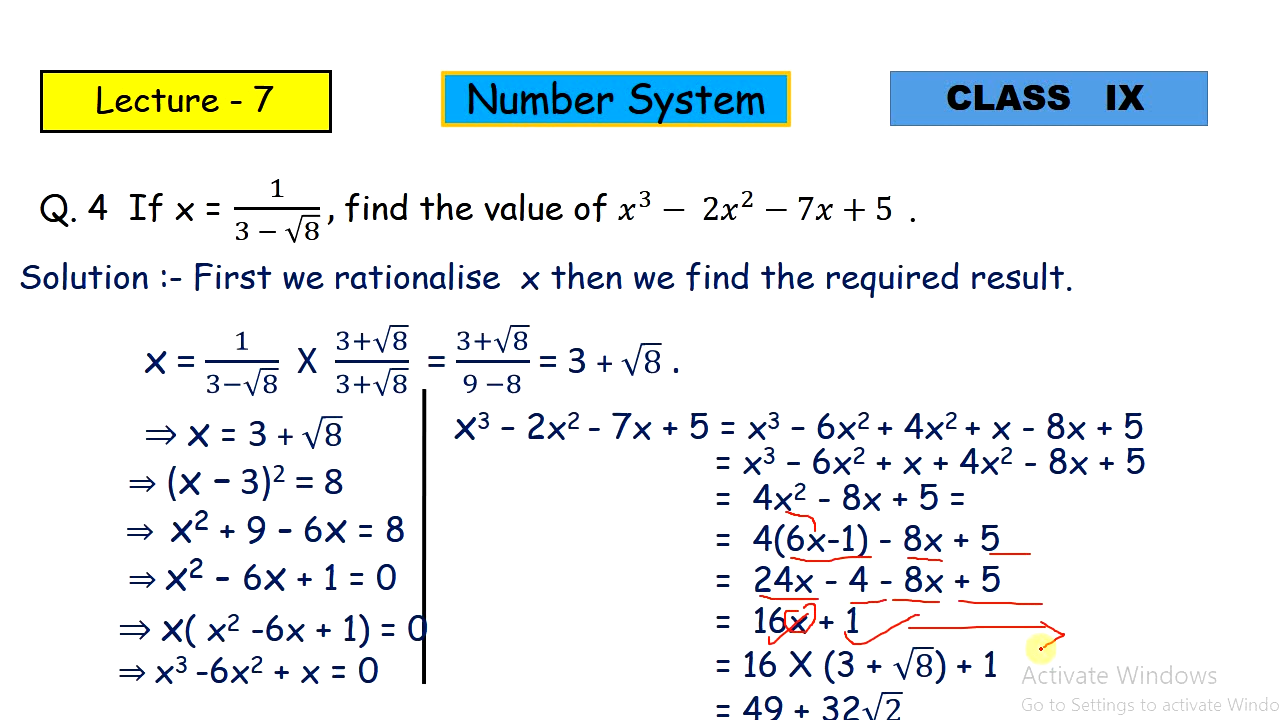 Lecture - 7
Number System
CLASS IX
Q. 4 If x = 1/(3 − √8), find the value of x³ − 2x² − 7x + 5 .
Solution :- First we rationalise x then we find the required result.
x = 1/(3−√8) X (3+√8)/(3+√8) = (3+√8)/(9 −8) = 3 + √8 .
⇒ x = 3 + √8
⇒ (x − 3)² = 8
⇒ x² + 9 − 6x = 8
⇒ x² − 6x + 1 = 0
⇒ x( x² -6x + 1) = 0
⇒ x³ -6x² + x = 0
x³ − 2x² - 7x + 5 = x³ − 6x² + 4x² + x - 8x + 5
= x³ − 6x² + x + 4x² - 8x + 5
= 4x² - 8x + 5 =
= 4(6x-1) - 8x + 5
= 24x - 4 - 8x + 5
= 16x + 1
= 16 X (3 + √8) + 1
= 49 + 32√2
Activate Windows
Go to Settings to activate Windo